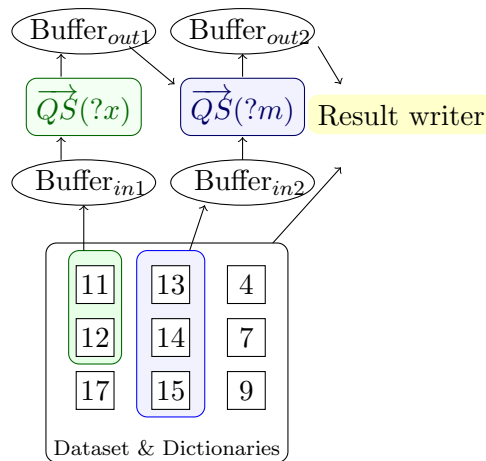 Buffer_out1 Buffer_out2
QS⃗(?x) QS⃗(?m) Result writer
Buffer_in1 Buffer_in2
11 13 4
12 14 7
17 15 9
Dataset & Dictionaries